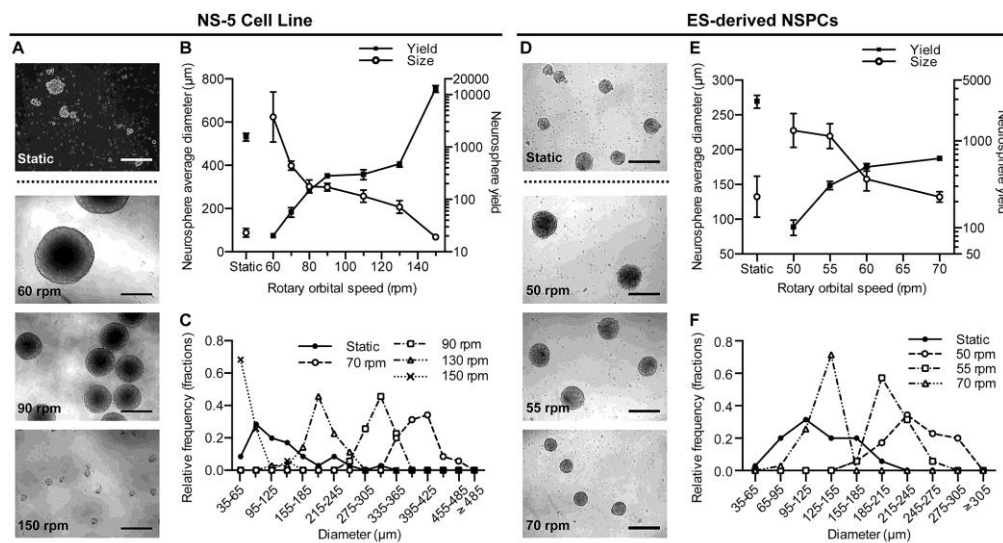 NS-5 Cell Line
ES-derived NSPCs
A
Static
60 rpm
90 rpm
150 rpm
B
Yield
Size
Neurosphere average diameter (µm)
800
600
400
200
0
20000
10000
1000
100
10
Neurosphere yield
Static 60 80 90 100 120 140
Rotary orbital speed (rpm)
C
Static
70 rpm
90 rpm
130 rpm
150 rpm
Relative frequency (fractions)
0.8
0.6
0.4
0.2
0.0
35-65
95-125
155-185
215-245
275-305
335-365
395-425
455-485
≥ 485
Diameter (µm)
D
Static
50 rpm
55 rpm
70 rpm
E
Yield
Size
Neurosphere average diameter (µm)
300
250
200
150
100
50
5000
1000
100
Neurosphere yield
Static 50 55 60 65 70
Rotary orbital speed (rpm)
F
Static
50 rpm
55 rpm
70 rpm
Relative frequency (fractions)
0.8
0.6
0.4
0.2
0.0
35-65
65-95
95-125
125-155
155-185
185-215
215-245
245-275
275-305
≥ 305
Diameter (µm)